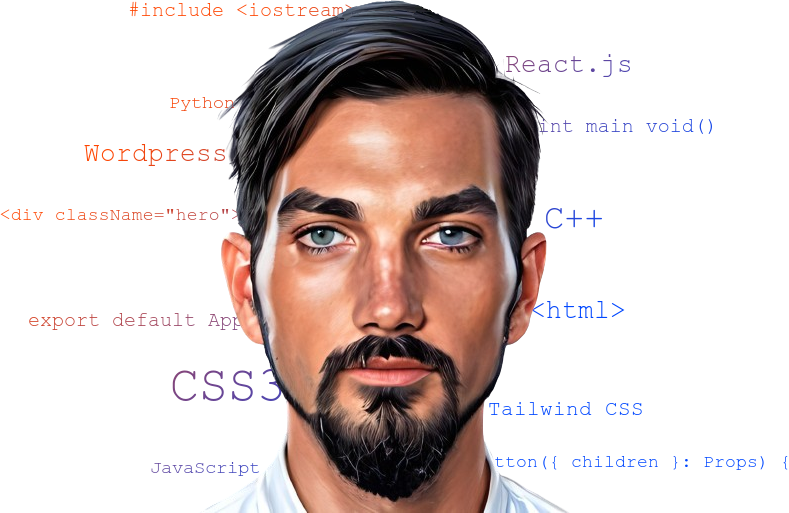 #include <iostream>
React.js
Python
int main void()
Wordpress
<div className="hero">
C++
<html>
export default App
CSS3
Tailwind CSS
JavaScript
tton({ children }: Props) {